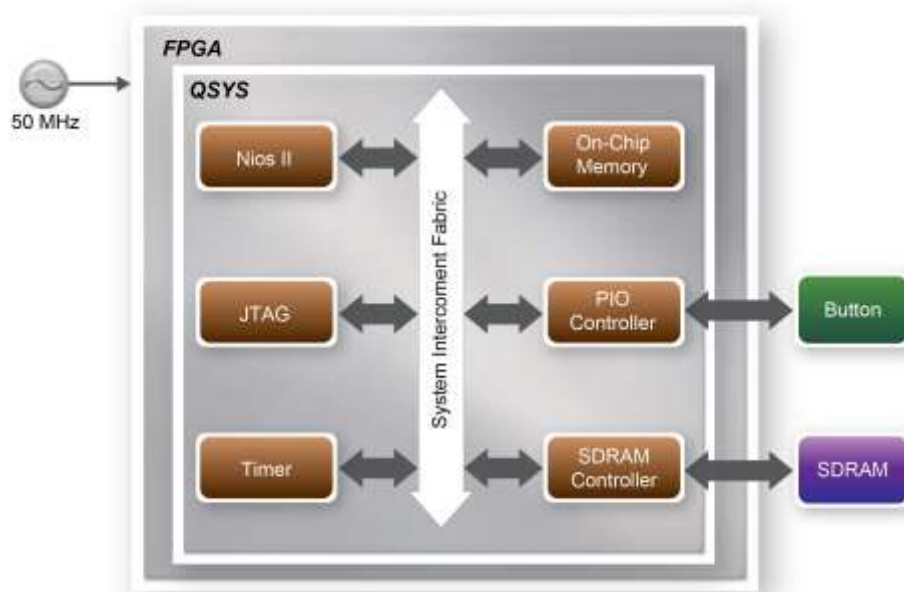 FPGA
QSYS
50 MHz
Nios II
On-Chip
Memory
System Intercoment Fabric
JTAG
PIO
Controller
Button
Timer
SDRAM
Controller
SDRAM